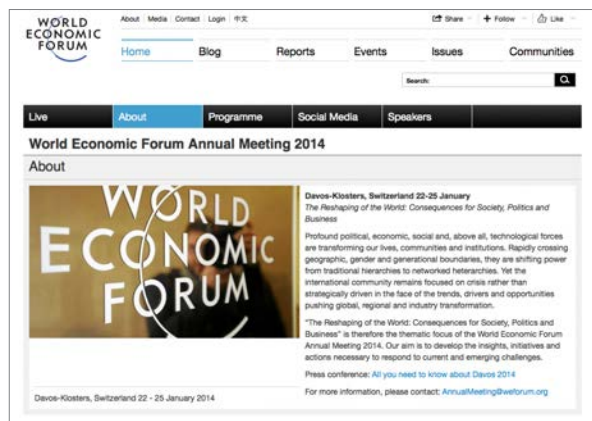 WORLD
ECONOMIC
FORUM
About Media Contact Login 中文
Share Follow Like
Home Blog Reports Events Issues Communities
Search:
Live About Programme Social Media Speakers
World Economic Forum Annual Meeting 2014
About
WORLD
ECONOMIC
FORUM
Davos-Klosters, Switzerland 22 - 25 January 2014
Davos-Klosters, Switzerland 22-25 January
The Reshaping of the World: Consequences for Society, Politics and
Business
Profound political, economic, social and, above all, technological forces
are transforming our lives, communities and institutions. Rapidly crossing
geographic, gender and generational boundaries, they are shifting power
from traditional hierarchies to networked heterarchies. Yet the
international community remains focused on crisis rather than
strategically driven in the face of the trends, drivers and opportunities
pushing global, regional and industry transformation.
"The Reshaping of the World: Consequences for Society, Politics and
Business" is therefore the thematic focus of the World Economic Forum
Annual Meeting 2014. Our aim is to develop the insights, initiatives and
actions necessary to respond to current and emerging challenges.
Press conference: All you need to know about Davos 2014
For more information, please contact: AnnualMeeting@weforum.org